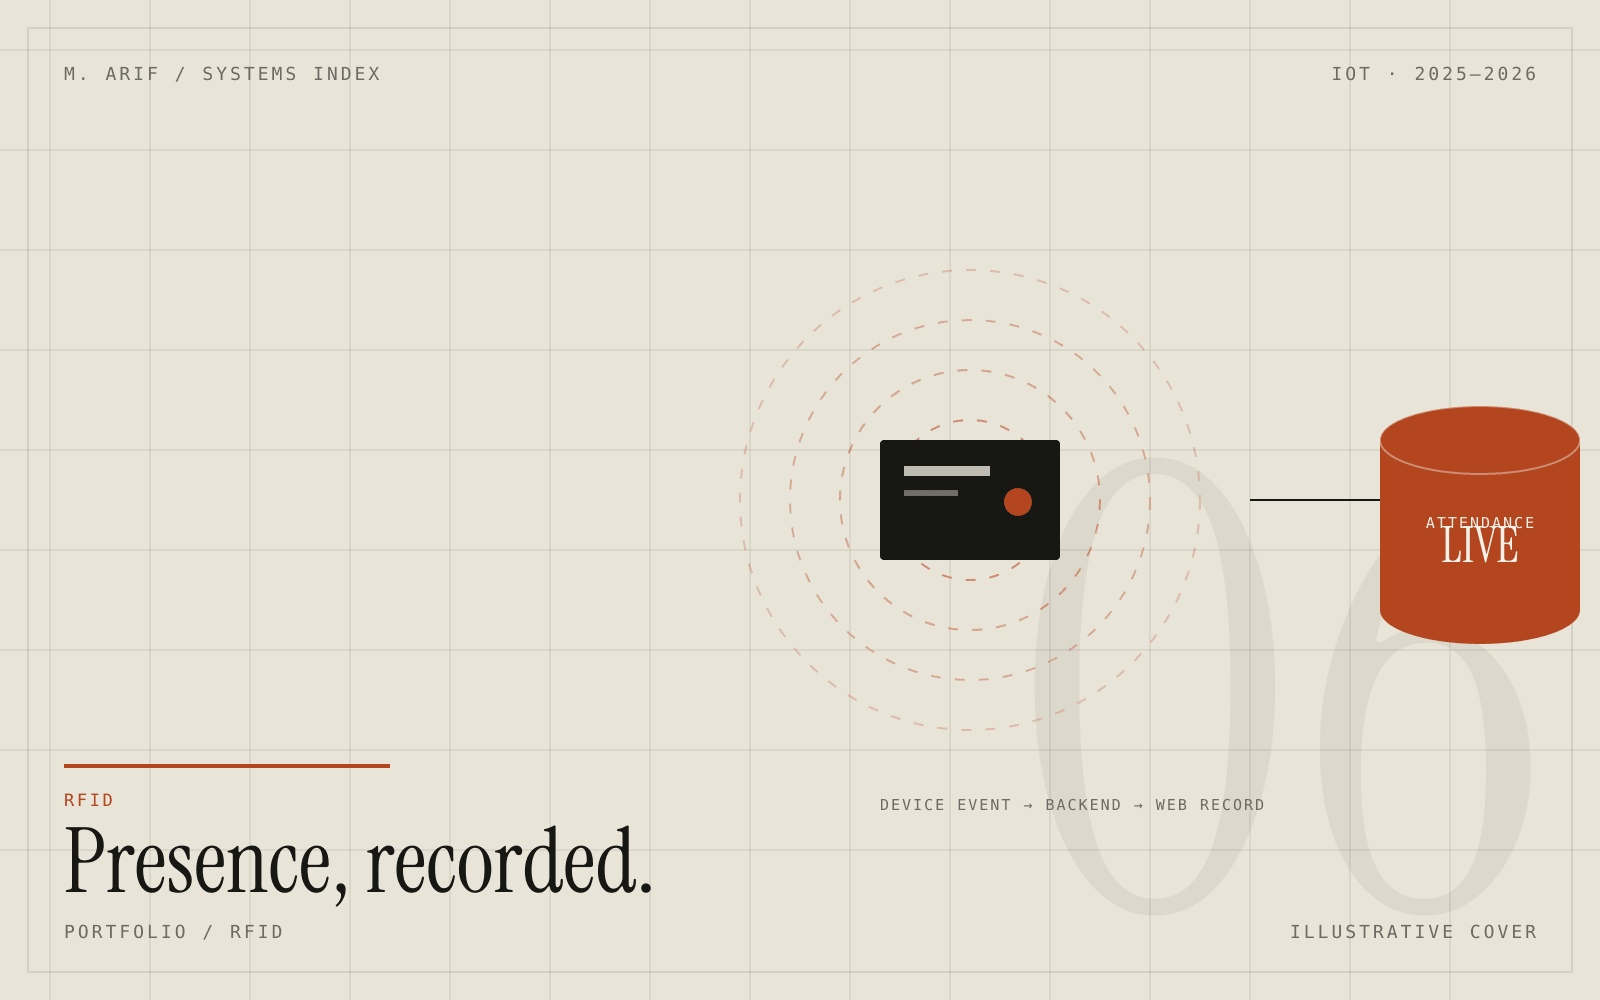 M. ARIF / SYSTEMS INDEX
IOT · 2025—2026
ATTENDANCE
LIVE
06
RFID
DEVICE EVENT → BACKEND → WEB RECORD
Presence, recorded.
PORTFOLIO / RFID
ILLUSTRATIVE COVER